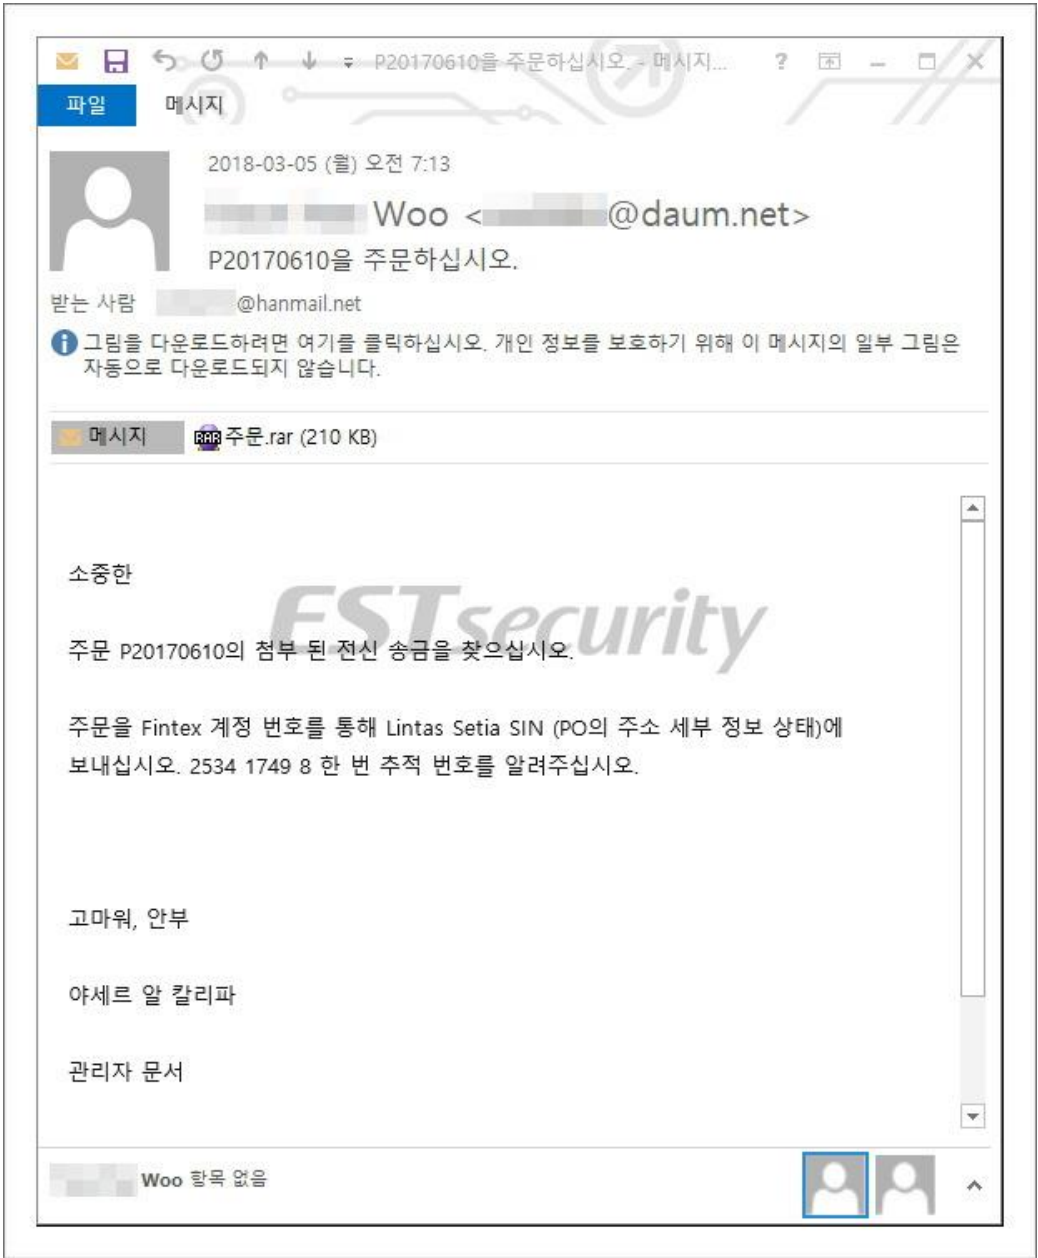 P20170610을 주문하십시오. - 메시지...
?
파일 메시지
2018-03-05 (월) 오전 7:13
Woo < @daum.net>
P20170610을 주문하십시오.
받는 사람 @hanmail.net
그림을 다운로드하려면 여기를 클릭하십시오. 개인 정보를 보호하기 위해 이 메시지의 일부 그림은
자동으로 다운로드되지 않습니다.
메시지 RAR 주문.rar (210 KB)
소중한
ESTsecurity
주문 P20170610의 첨부 된 전신 송금을 찾으십시오.
주문을 Fintex 계정 번호를 통해 Lintas Setia SIN (PO의 주소 세부 정보 상태)에
보내십시오. 2534 1749 8 한 번 추적 번호를 알려주십시오.
고마워, 안부
야세르 알 칼리파
관리자 문서
Woo 항목 없음